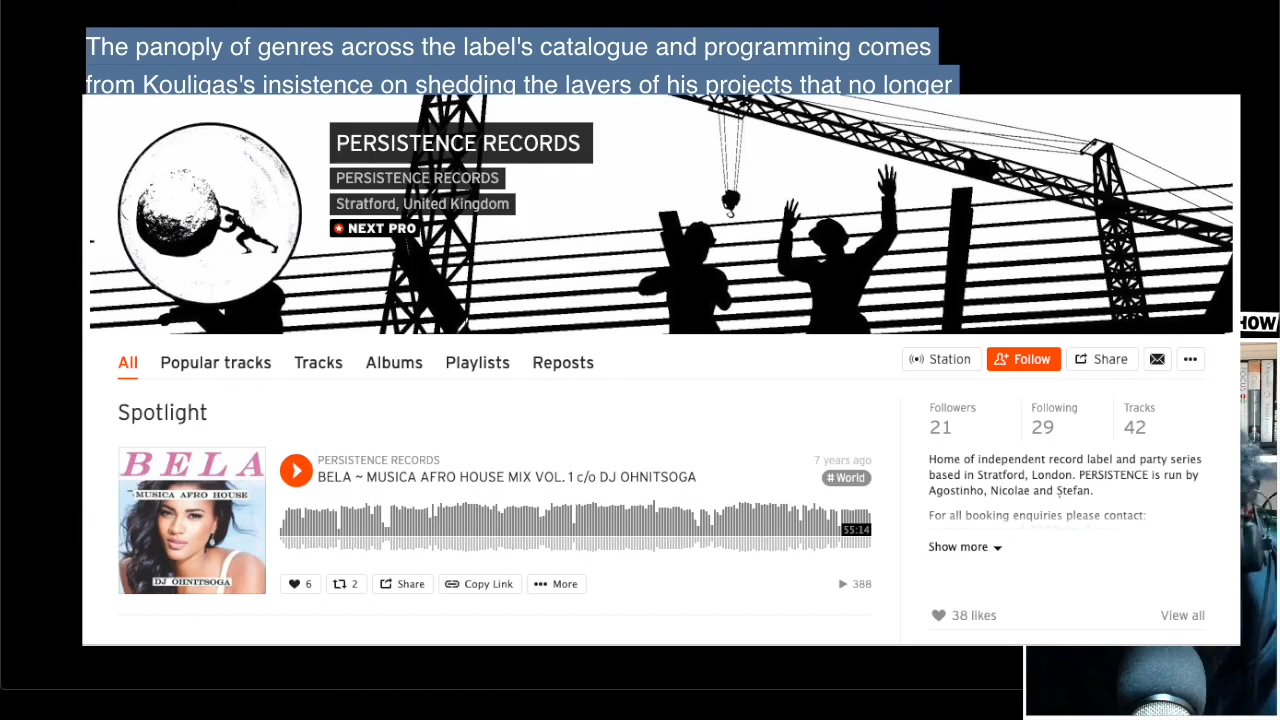 The panoply of genres across the label's catalogue and programming comes
from Kouligas's insistence on shedding the layers of his projects that no longer
PERSISTENCE RECORDS
PERSISTENCE RECORDS
Stratford, United Kingdom
NEXT PRO
HOW
All Popular tracks Tracks Albums Playlists Reposts
Station Follow Share
Spotlight
Followers Following Tracks
21 29 42
Home of independent record label and party series
based in Stratford, London. PERSISTENCE is run by
Agostinho, Nicolae and Ștefan.
For all booking enquiries please contact:
Show more
38 likes View all
BELA
MUSICA AFRO HOUSE
DJ OHNITSOGA
PERSISTENCE RECORDS 7 years ago
BELA ~ MUSICA AFRO HOUSE MIX VOL. 1 c/o DJ OHNITSOGA # World
55:14
6 2 Share Copy Link More 388